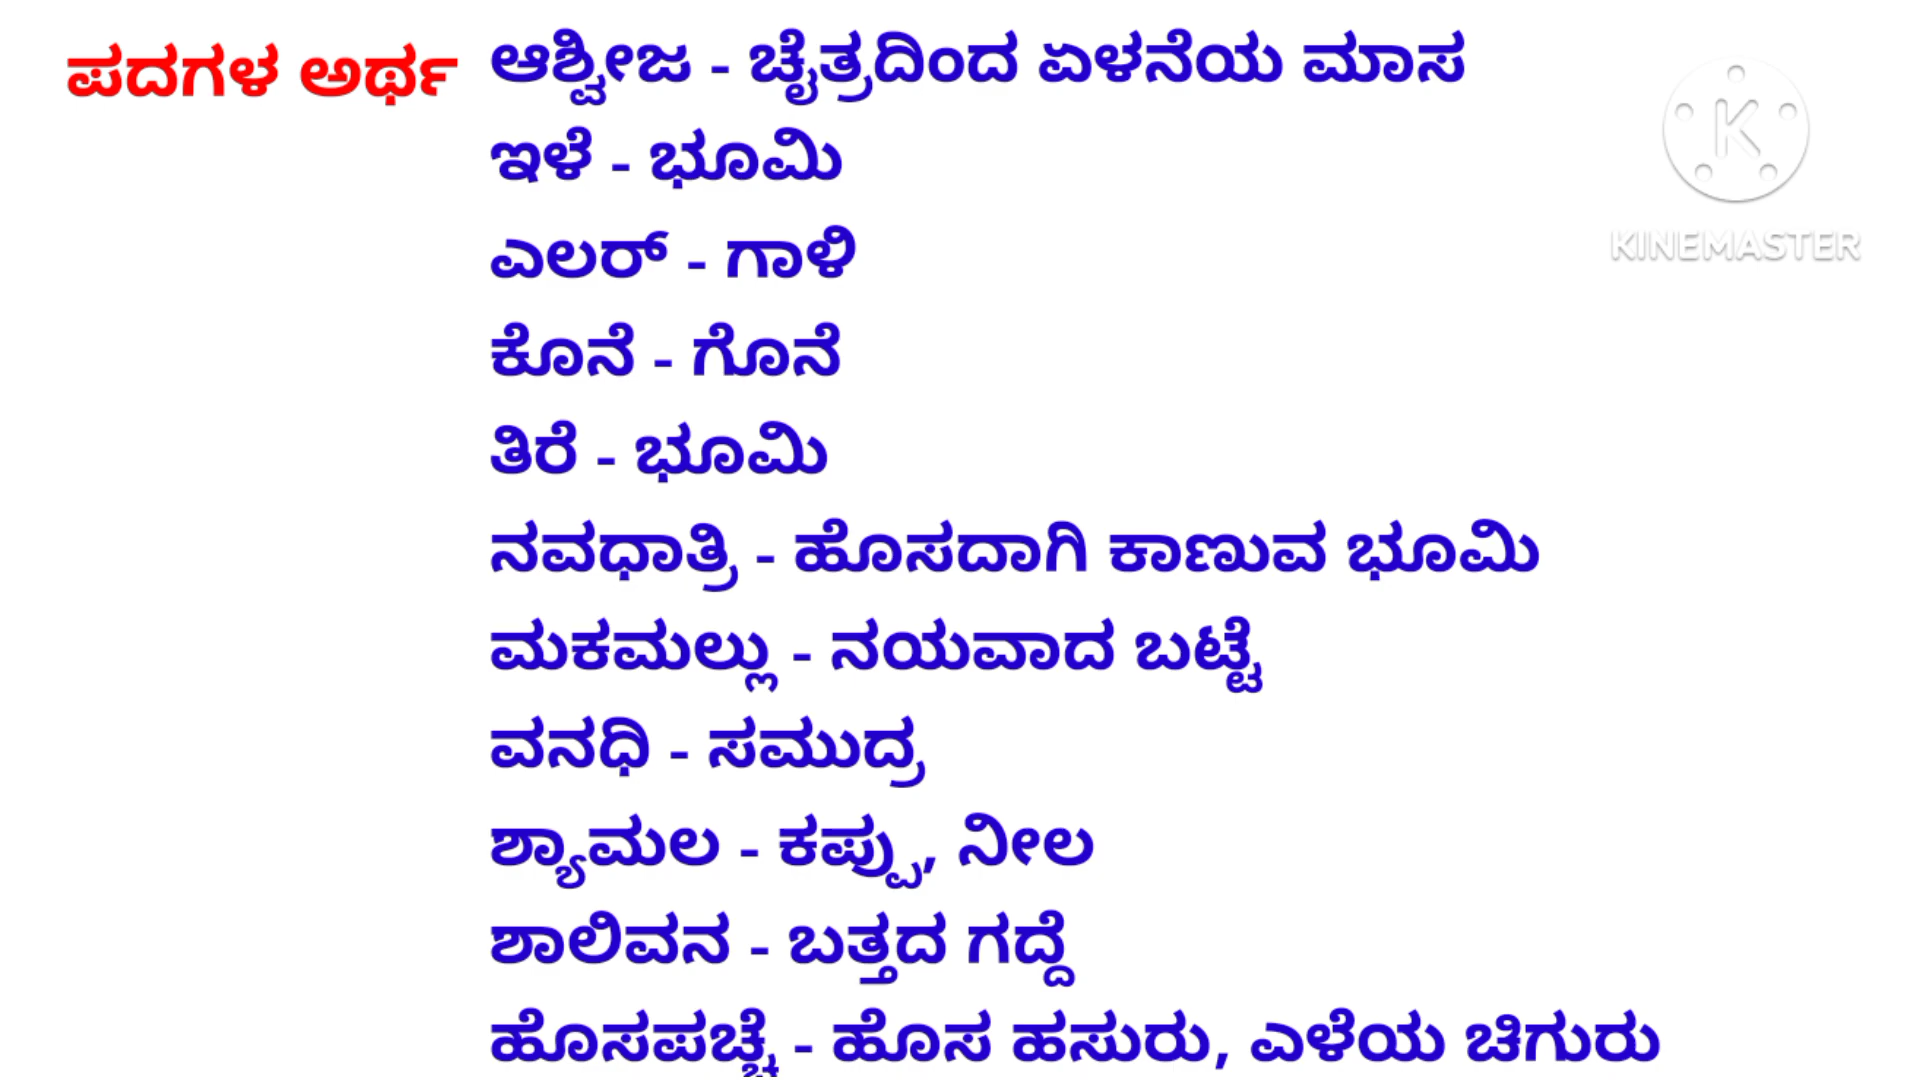 ಪದಗಳ ಅರ್ಥ ಆಶ್ವೀಜ - ಚೈತ್ರದಿಂದ ಏಳನೆಯ ಮಾಸ
ಇಳೆ - ಭೂಮಿ
ಎಲರ್ - ಗಾಳಿ
ಕೊನೆ - ಗೊನೆ
ತಿರೆ - ಭೂಮಿ
ನವಧಾತ್ರಿ - ಹೊಸದಾಗಿ ಕಾಣುವ ಭೂಮಿ
ಮಕಮಲ್ಲು - ನಯವಾದ ಬಟ್ಟೆ
ವನಧಿ - ಸಮುದ್ರ
ಶ್ಯಾಮಲ - ಕಪ್ಪು, ನೀಲ
ಶಾಲಿವನ - ಬತ್ತದ ಗದ್ದೆ
ಹೊಸಪಚ್ಚೆ - ಹೊಸ ಹಸುರು, ಎಳೆಯ ಚಿಗುರು
K
KINEMASTER